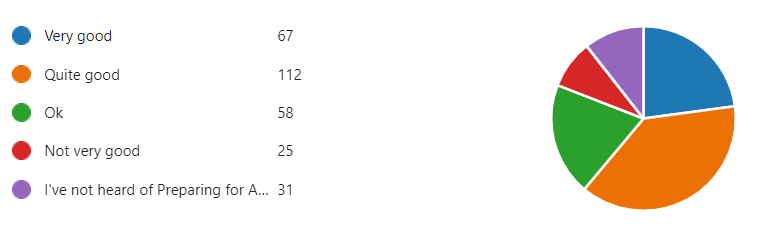 Very good 67
Quite good 112
Ok 58
Not very good 25
I've not heard of Preparing for A... 31